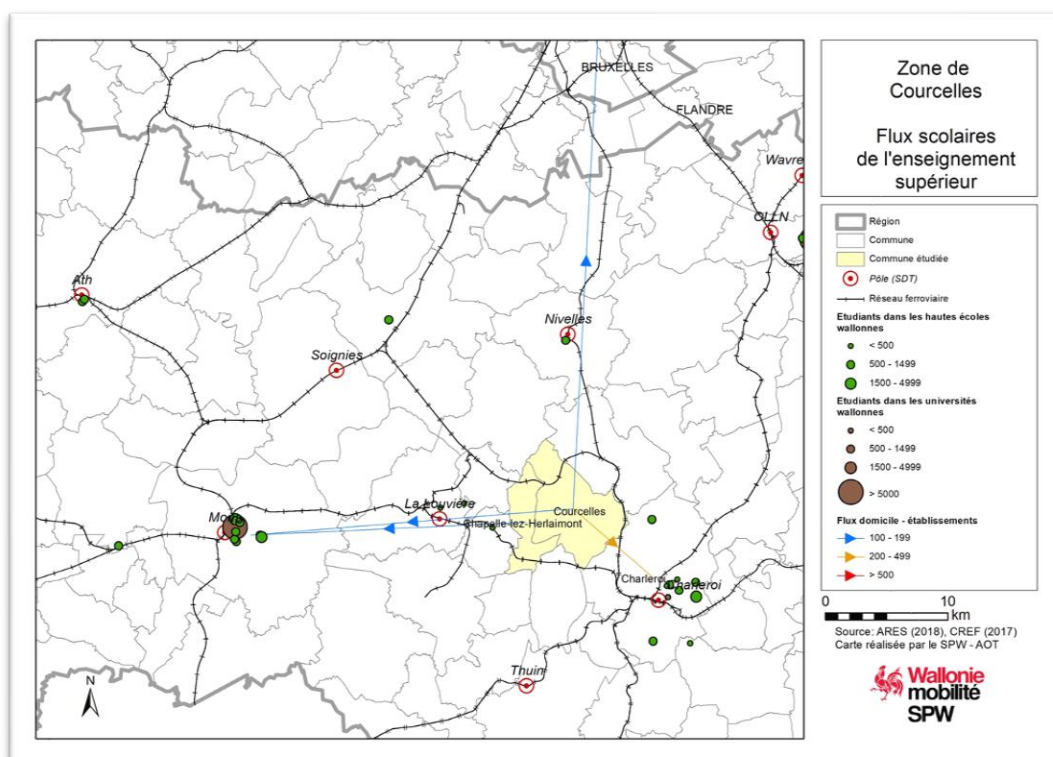 BRUXELLES
FLANDRE
Wavre
OLLN
Ath
Nivelles
Soignies
La Louvière
Courcelles
Chapelle-lez-Herlaimont
Mons
Charleroi
Charleroi
Thuin
N
Zone de
Courcelles
Flux scolaires
de l'enseignement
supérieur
Région
Commune
Commune étudiée
Pôle (SDT)
Réseau ferroviaire
Etudiants dans les hautes écoles
wallonnes
< 500
500 - 1499
1500 - 4999
Etudiants dans les universités
wallonnes
< 500
500 - 1499
1500 - 4999
> 5000
Flux domicile - établissements
100 - 199
200 - 499
> 500
0 10
km
Source: ARES (2018), CREF (2017)
Carte réalisée par le SPW - AOT
Wallonie
mobilité
SPW